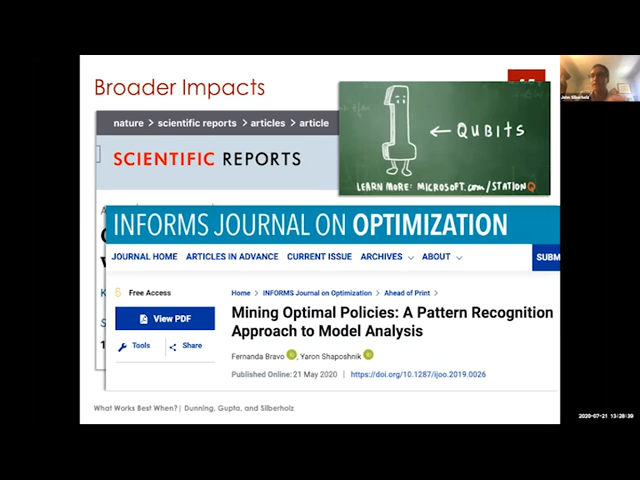 Broader Impacts
John Silberholz
nature > scientific reports > articles > article
SCIENTIFIC REPORTS
← QUBITS
LEARN MORE: MICROSOFT.COM/STATIONQ
INFORMS JOURNAL ON OPTIMIZATION
JOURNAL HOME ARTICLES IN ADVANCE CURRENT ISSUE ARCHIVES ABOUT SUBM
Free Access
View PDF
Tools Share
Home > INFORMS Journal on Optimization > Ahead of Print >
Mining Optimal Policies: A Pattern Recognition
Approach to Model Analysis
Fernanda Bravo, Yaron Shaposhnik
Published Online: 21 May 2020 | https://doi.org/10.1287/ijoo.2019.0026
What Works Best When? | Dunning, Gupta, and Silberholz
2020-07-21 13:28:39